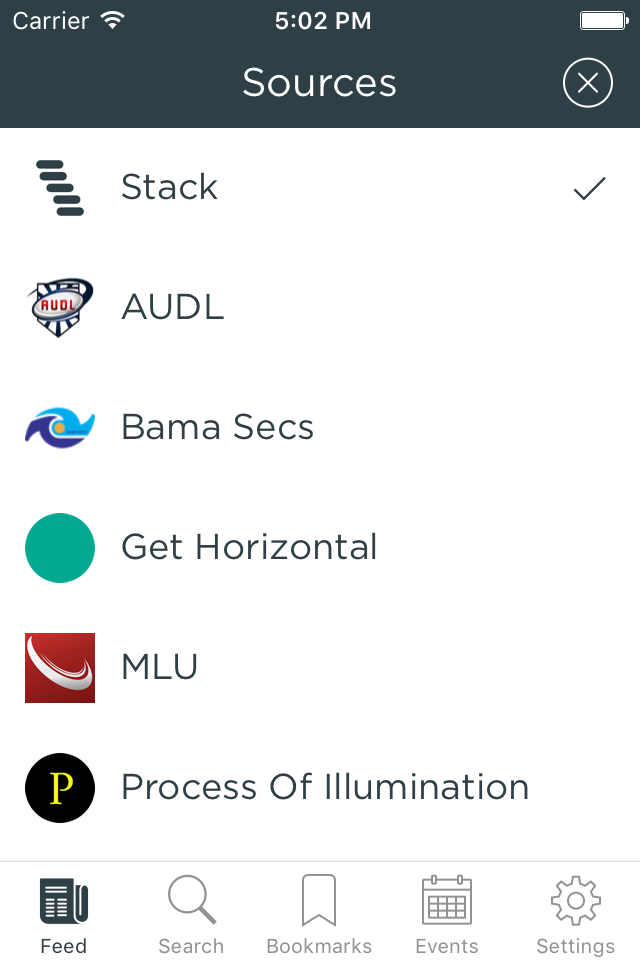 Carrier 5:02 PM
Sources
Stack
AUDL
AUDL
Bama Secs
Get Horizontal
MLU
P
Process Of Illumination
Feed Search Bookmarks Events Settings